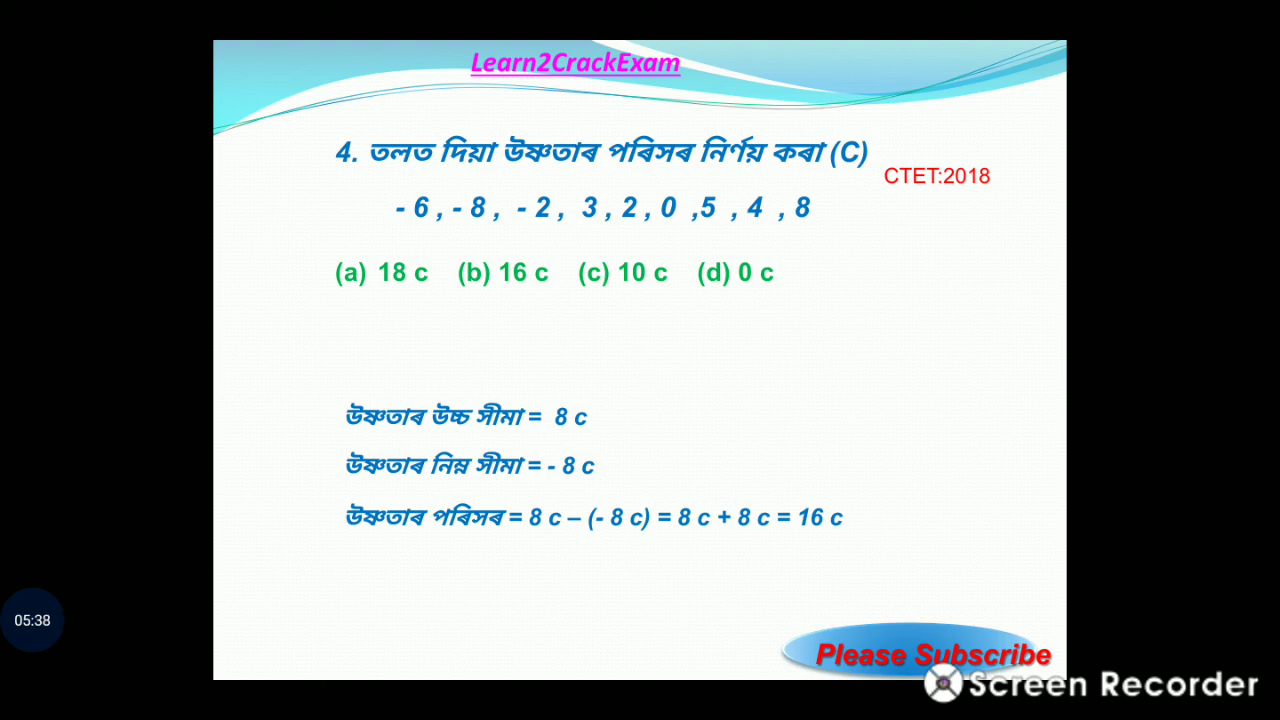 Learn2CrackExam
4. তলত দিয়া উষ্ণতাৰ পৰিসৰ নিৰ্ণয় কৰা (C)
CTET:2018
- 6 , - 8 , - 2 , 3 , 2 , 0 ,5 , 4 , 8
(a) 18 c (b) 16 c (c) 10 c (d) 0 c
উষ্ণতাৰ উচ্চ সীমা = 8 c
উষ্ণতাৰ নিম্ন সীমা = - 8 c
উষ্ণতাৰ পৰিসৰ = 8 c – (- 8 c) = 8 c + 8 c = 16 c
05:38
Please Subscribe
Screen Recorder